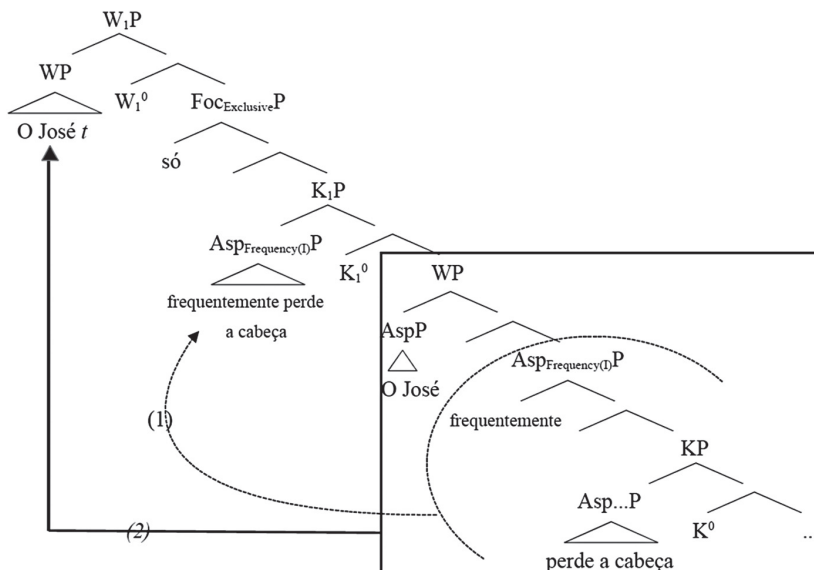 W₁P
WP
W₁⁰
Foc_ExclusiveP
O José t
só
K₁P
Asp_Frequency(I)P
K₁⁰
WP
frequentemente perde
a cabeça
AspP
Asp_Frequency(I)P
O José
(1)
frequentemente
KP
Asp...P
K⁰
...
(2)
perde a cabeça